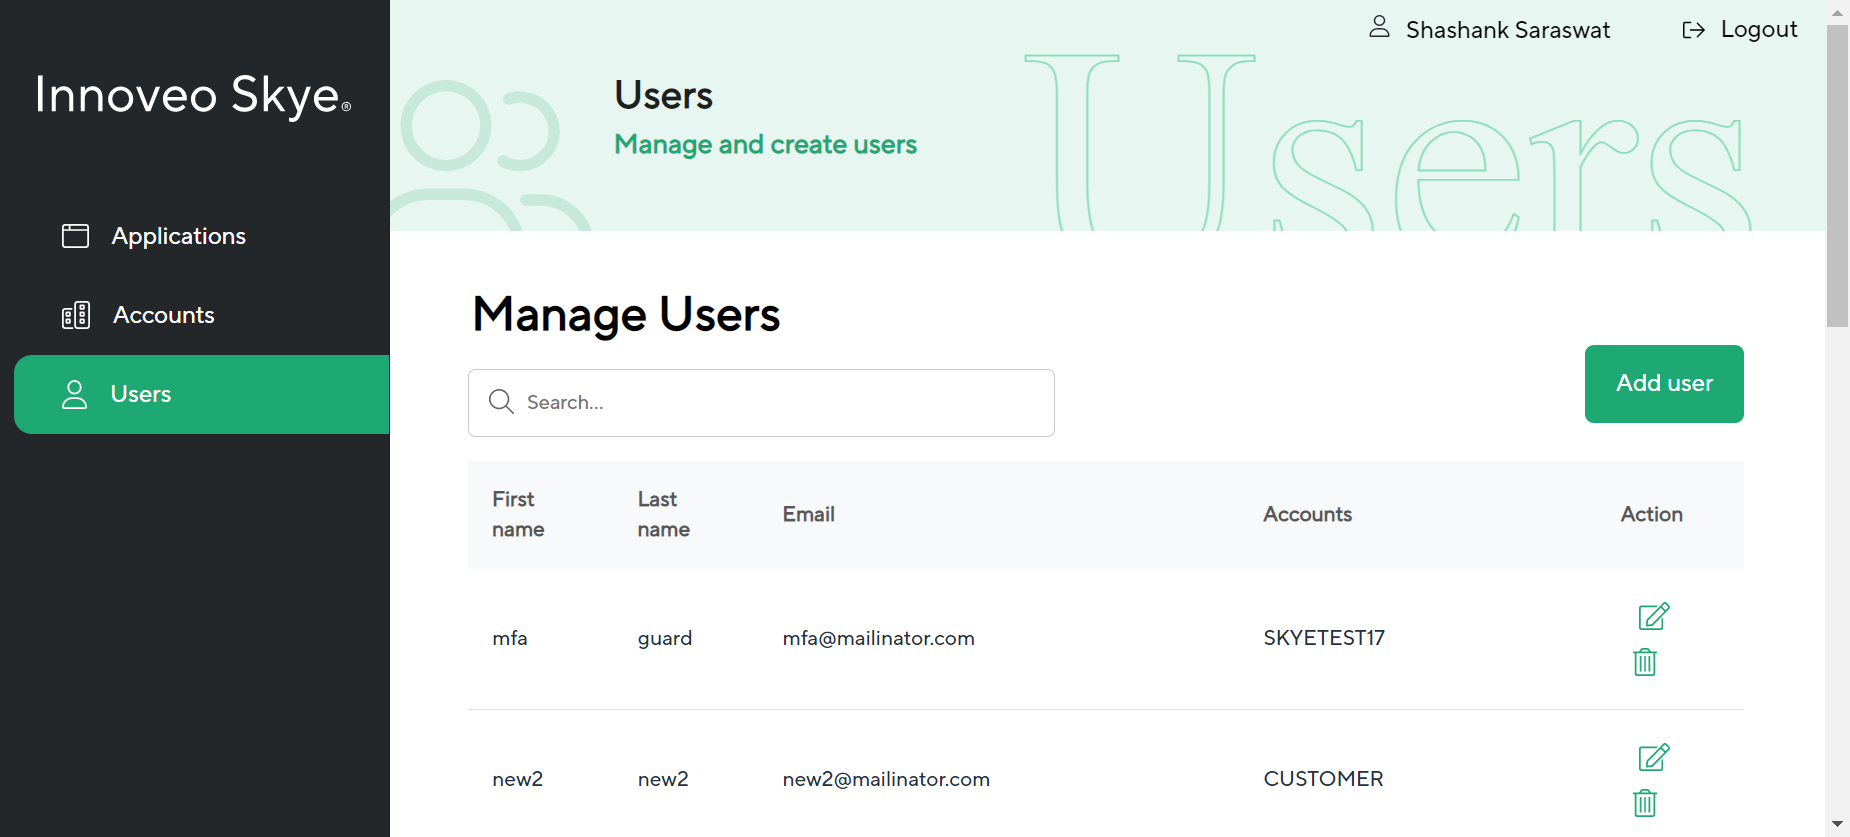 Innoveo Skye®
Applications
Accounts
Users
Shashank Saraswat
Logout
Users
Manage and create users
Users
Manage Users
Search...
Add user
First name
Last name
Email
Accounts
Action
mfa
guard
mfa@mailinator.com
SKYETEST17
new2
new2
new2@mailinator.com
CUSTOMER